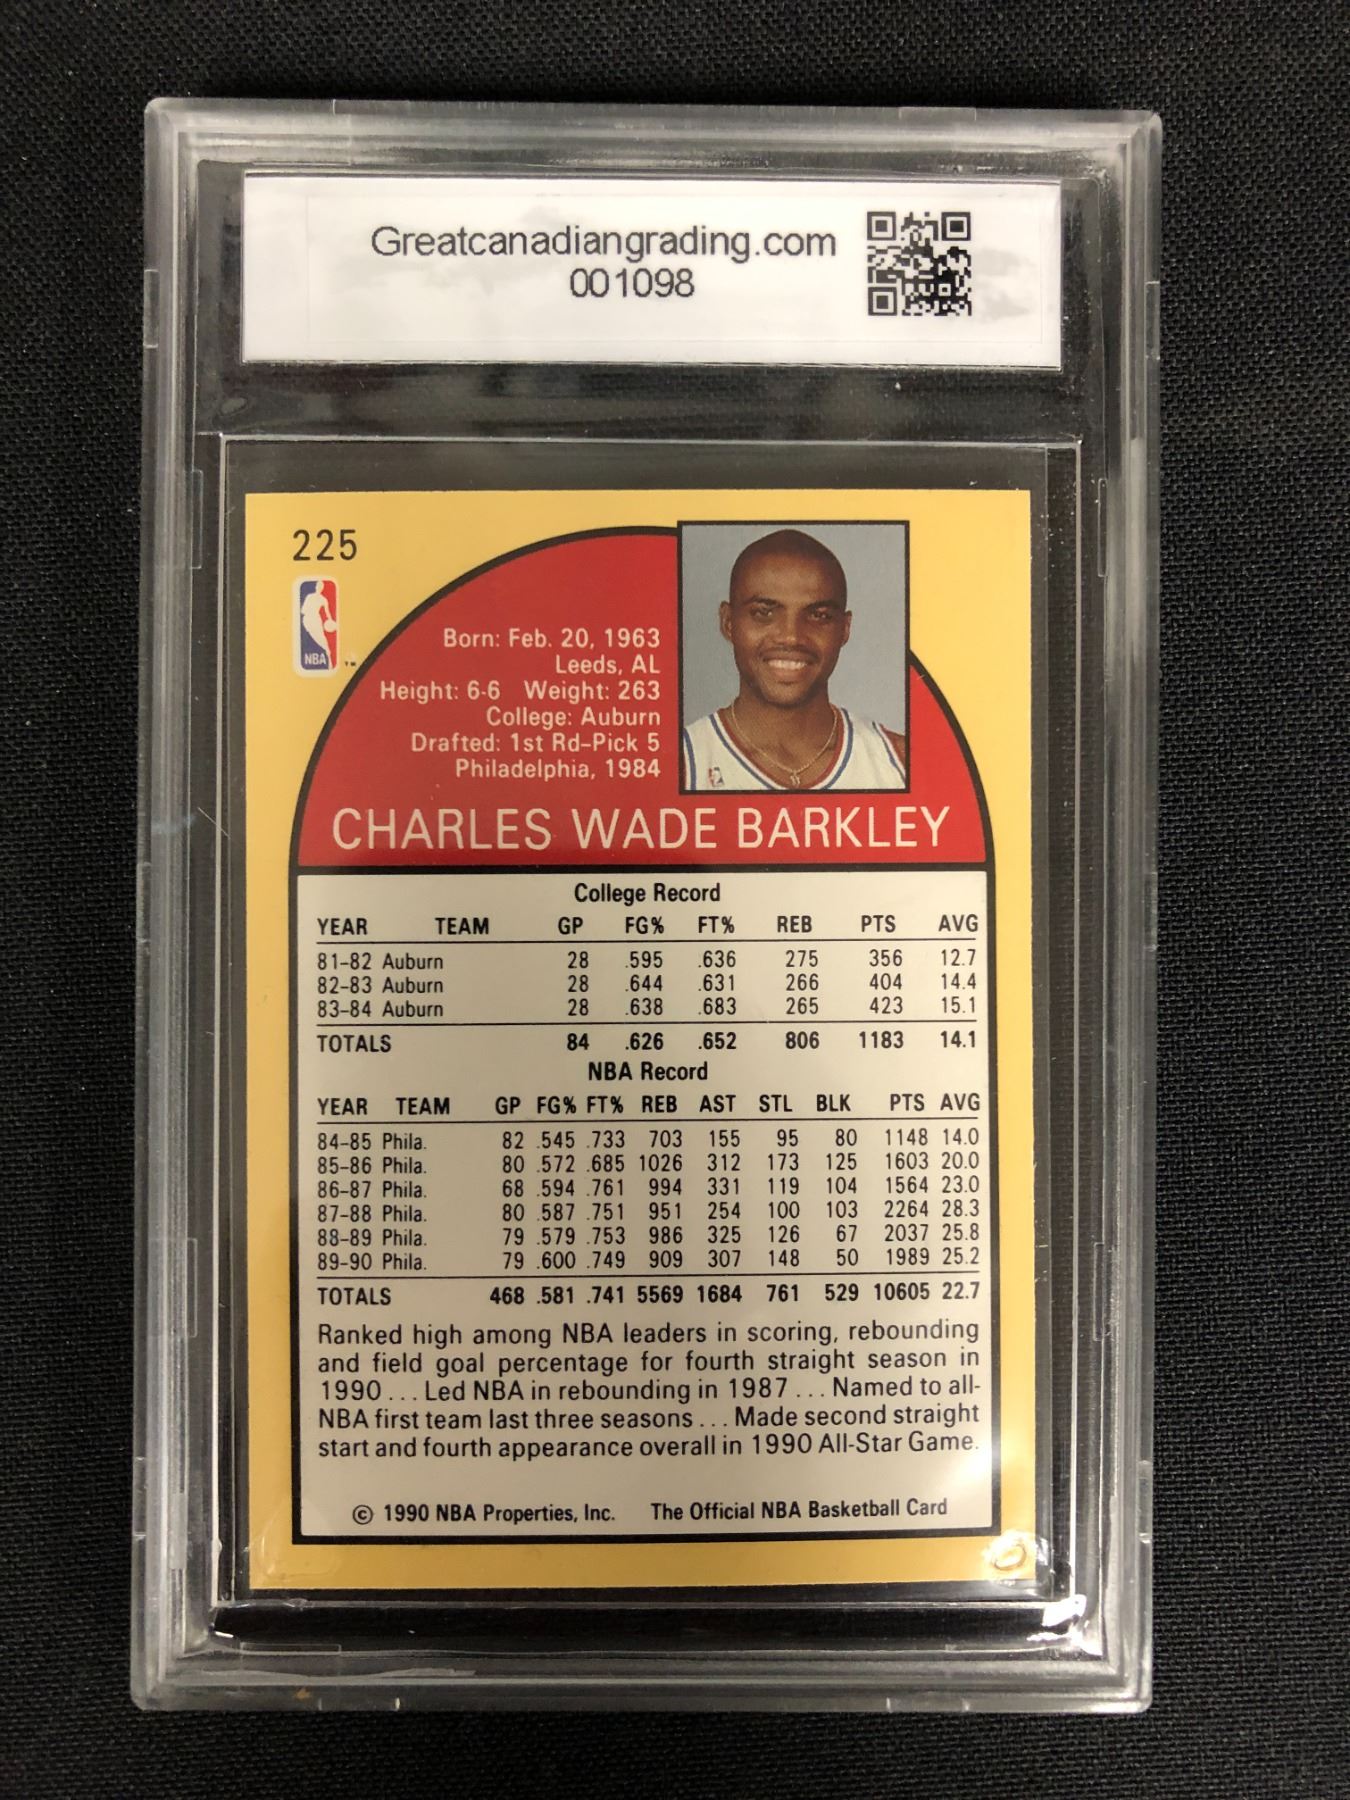 Greatcanadiangrading.com
001098
225
NBA
TM
Born: Feb. 20, 1963
Leeds, AL
Height: 6-6 Weight: 263
College: Auburn
Drafted: 1st Rd-Pick 5
Philadelphia, 1984
CHARLES WADE BARKLEY
College Record
YEAR TEAM GP FG% FT% REB PTS AVG
81-82 Auburn 28 .595 .636 275 356 12.7
82-83 Auburn 28 .644 .631 266 404 14.4
83-84 Auburn 28 .638 .683 265 423 15.1
TOTALS 84 .626 .652 806 1183 14.1
NBA Record
YEAR TEAM GP FG% FT% REB AST STL BLK PTS AVG
84-85 Phila. 82 .545 .733 703 155 95 80 1148 14.0
85-86 Phila. 80 .572 .685 1026 312 173 125 1603 20.0
86-87 Phila. 68 .594 .761 994 331 119 104 1564 23.0
87-88 Phila. 80 .587 .751 951 254 100 103 2264 28.3
88-89 Phila. 79 .579 .753 986 325 126 67 2037 25.8
89-90 Phila. 79 .600 .749 909 307 148 50 1989 25.2
TOTALS 468 .581 .741 5569 1684 761 529 10605 22.7
Ranked high among NBA leaders in scoring, rebounding
and field goal percentage for fourth straight season in
1990 ... Led NBA in rebounding in 1987 ... Named to all-
NBA first team last three seasons ... Made second straight
start and fourth appearance overall in 1990 All-Star Game.
© 1990 NBA Properties, Inc. The Official NBA Basketball Card